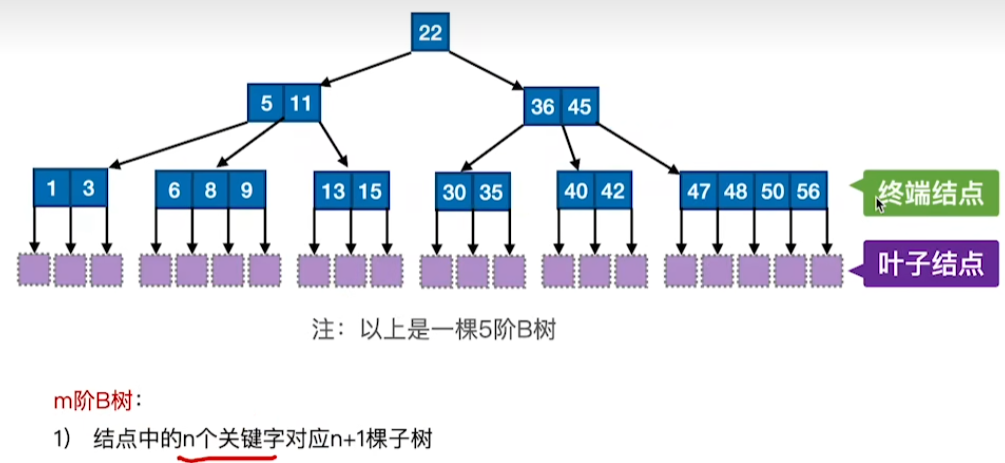 22
5 11
36 45
1 3
6 8 9
13 15
30 35
40 42
47 48 50 56
终端结点
叶子结点
注：以上是一棵5阶B树
m阶B树：
1） 结点中的n个关键字对应n+1棵子树